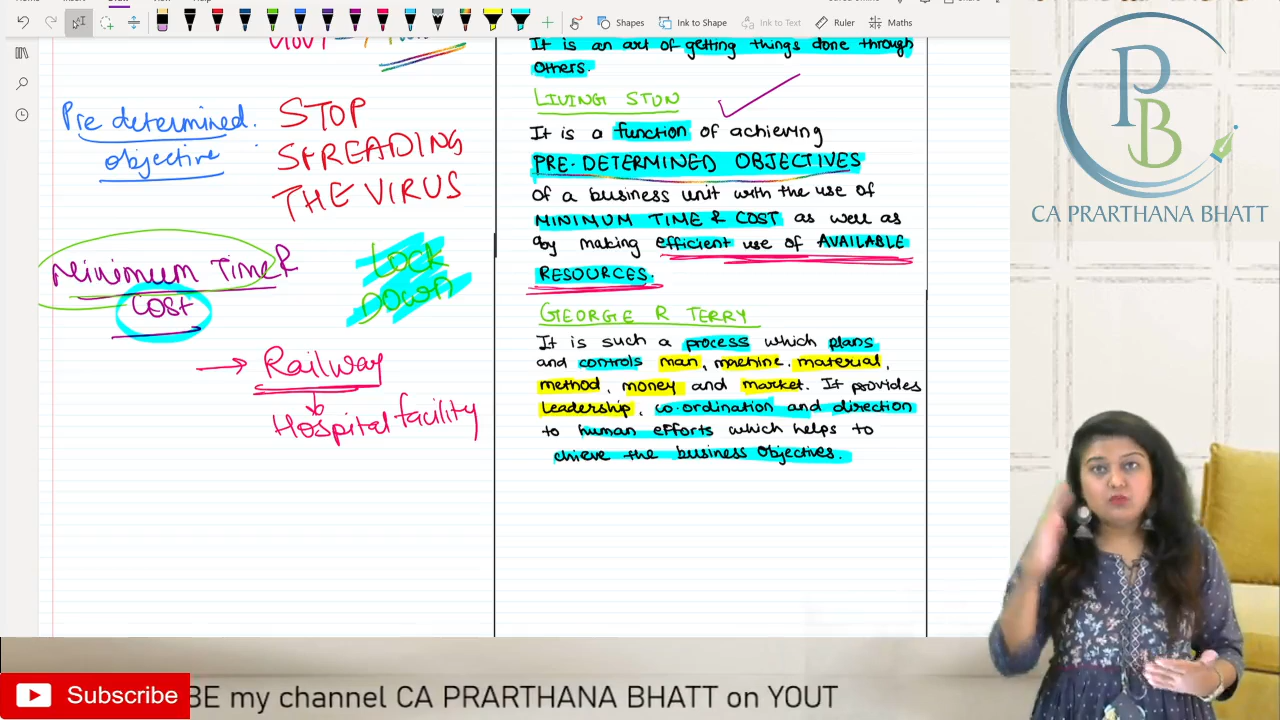 Shapes
Ink to Shape
Ink to Text
Ruler
Maths
Pre determined.
objective
STOP
SPREADING
THE VIRUS
Minimum Time &
Cost
Lock
Down
→ Railway
Hospital facility
It is an art of getting things done through
others.
LIVING STON
It is a function of achieving
PRE-DETERMINED OBJECTIVES
of a business unit with the use of
MINIMUM TIME & COST as well as
by making efficient use of AVAILABLE
RESOURCES.
GEORGE R TERRY
It is such a process which plans
and controls man, machine, material,
method, money and market. It provides
leadership, co-ordination and direction
to human efforts which helps to
chieve the business objectives.
PB
CA PRARTHANA BHATT
Subscribe
BE my channel CA PRARTHANA BHATT on YOUT